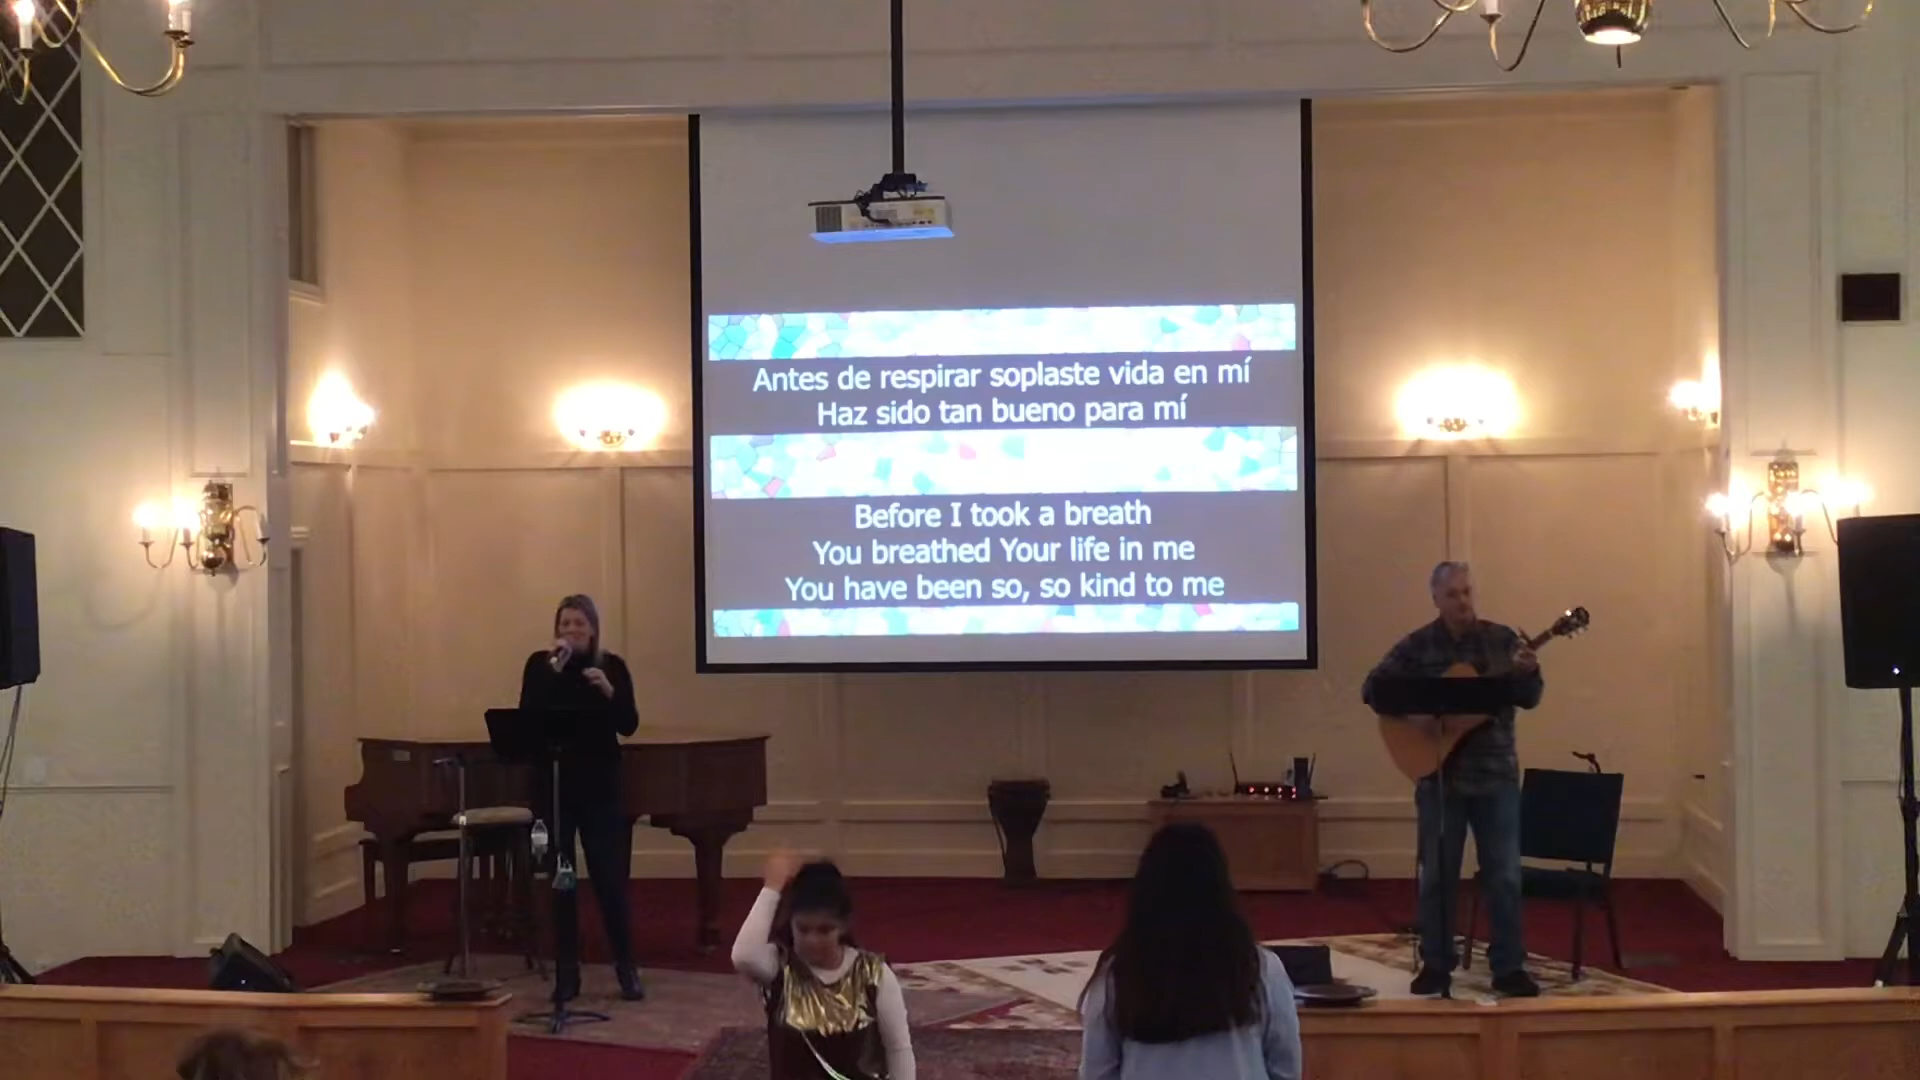 Antes de respirar soplaste vida en mí
Haz sido tan bueno para mí
Before I took a breath
You breathed Your life in me
You have been so, so kind to me